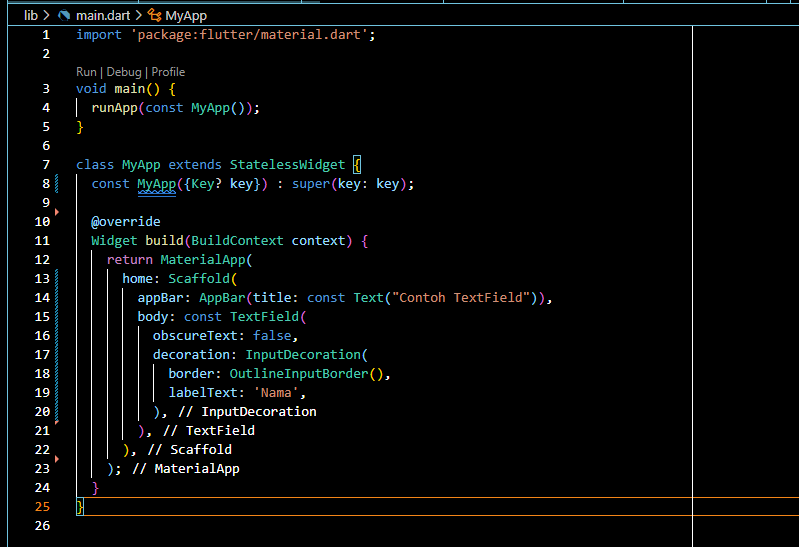 lib > main.dart > MyApp
1 import 'package:flutter/material.dart';
2
Run | Debug | Profile
3 void main() {
4   runApp(const MyApp());
5 }
6
7 class MyApp extends StatelessWidget {
8   const MyApp({Key? key}) : super(key: key);
9
10   @override
11   Widget build(BuildContext context) {
12     return MaterialApp(
13       home: Scaffold(
14         appBar: AppBar(title: const Text("Contoh TextField")),
15         body: const TextField(
16           obscureText: false,
17           decoration: InputDecoration(
18             border: OutlineInputBorder(),
19             labelText: 'Nama',
20           ), // InputDecoration
21         ), // TextField
22       ), // Scaffold
23     ); // MaterialApp
24   }
25 }
26